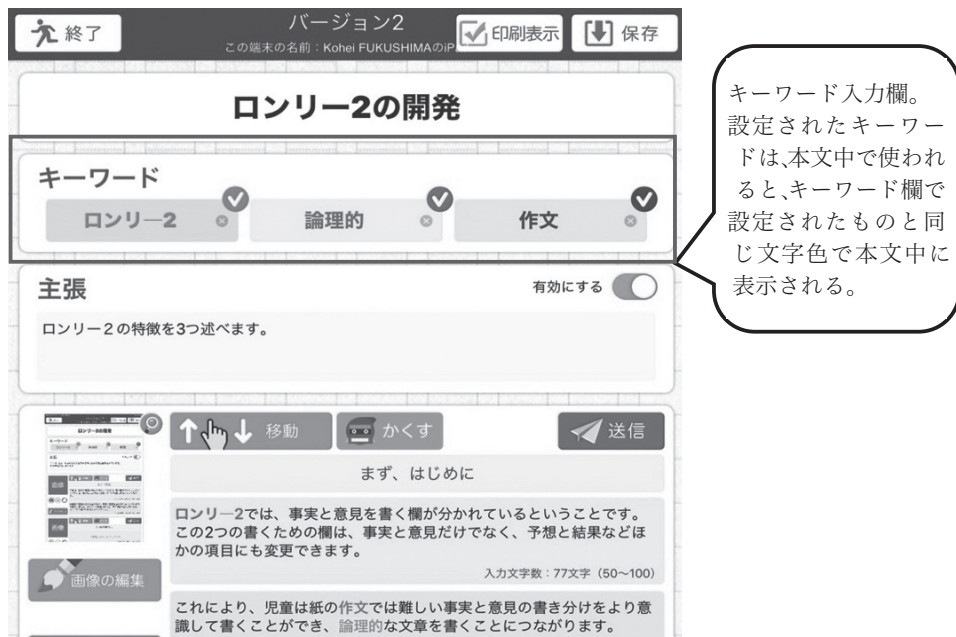 終了
バージョン2
この端末の名前：Kohei FUKUSHIMAのiP
印刷表示
保存
ロンリー2の開発
キーワード
ロンリ―2
論理的
作文
主張
有効にする
ロンリー２の特徴を3つ述べます。
移動
かくす
送信
まず、はじめに
ロンリ―2では、事実と意見を書く欄が分かれているということです。
この2つの書くための欄は、事実と意見だけでなく、予想と結果などほ
かの項目にも変更できます。
入力文字数：77文字（50〜100）
画像の編集
これにより、児童は紙の作文では難しい事実と意見の書き分けをより意
識して書くことができ、論理的な文章を書くことにつながります。
キーワード入力欄。
設定されたキーワー
ドは、本文中で使われ
ると、キーワード欄で
設定されたものと同
じ文字色で本文中に
表示される。